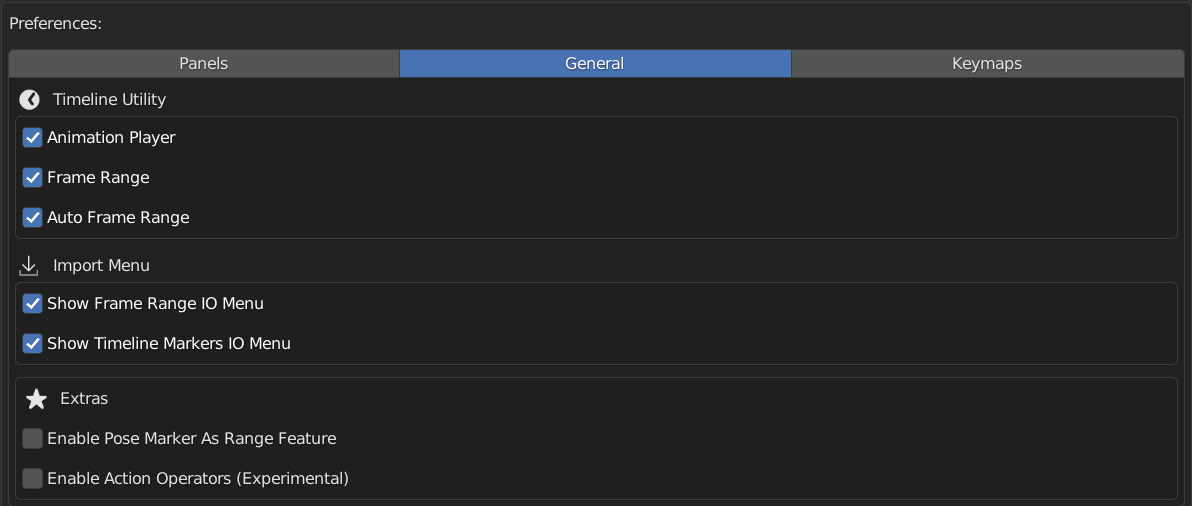 Preferences:
Panels General Keymaps
Timeline Utility
Animation Player
Frame Range
Auto Frame Range
Import Menu
Show Frame Range IO Menu
Show Timeline Markers IO Menu
Extras
Enable Pose Marker As Range Feature
Enable Action Operators (Experimental)